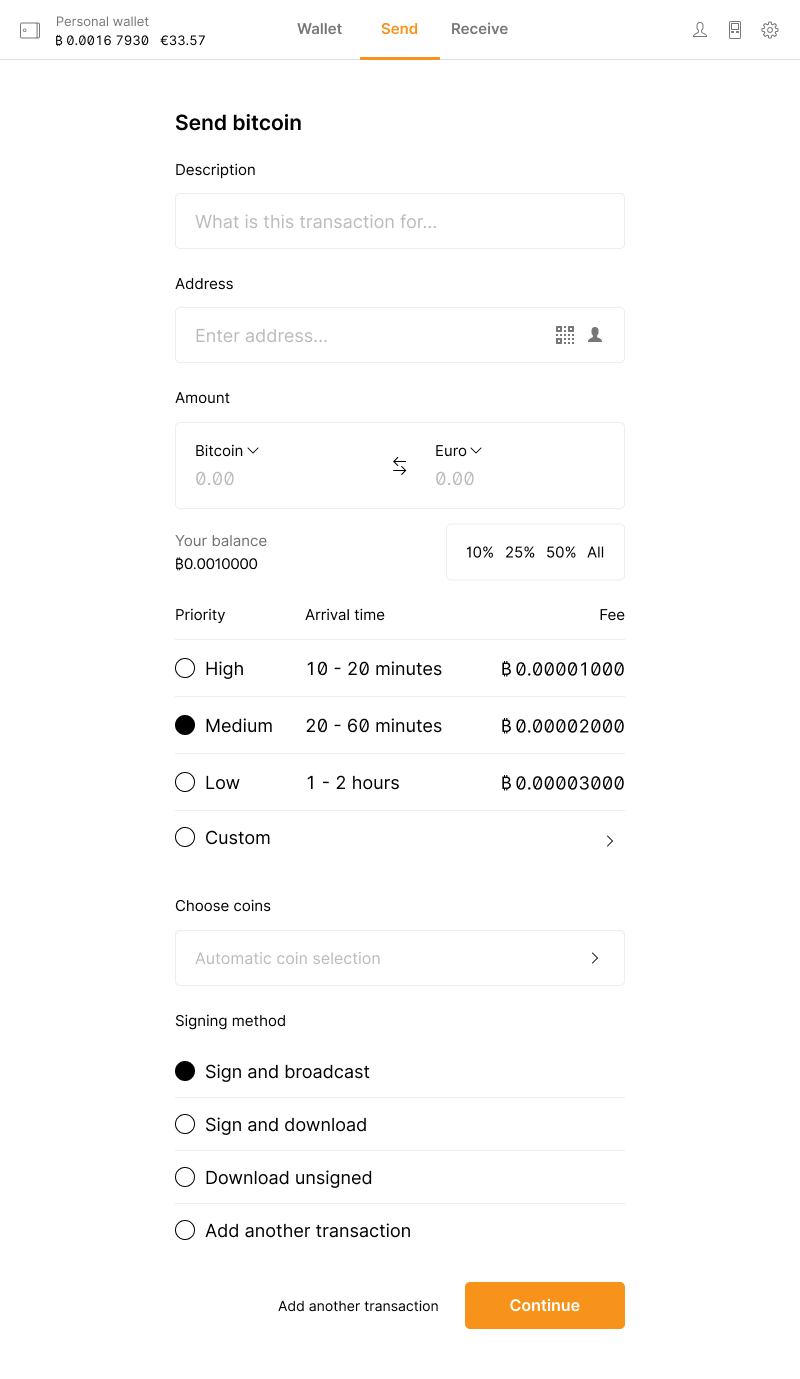 Personal wallet
₿ 0.0016 7930 €33.57
Wallet Send Receive
Send bitcoin
Description
What is this transaction for...
Address
Enter address...
Amount
Bitcoin Euro
0.00 0.00
Your balance
₿0.0010000
10% 25% 50% All
Priority Arrival time Fee
High 10 - 20 minutes ₿ 0.00001000
Medium 20 - 60 minutes ₿ 0.00002000
Low 1 - 2 hours ₿ 0.00003000
Custom
Choose coins
Automatic coin selection
Signing method
Sign and broadcast
Sign and download
Download unsigned
Add another transaction
Add another transaction Continue